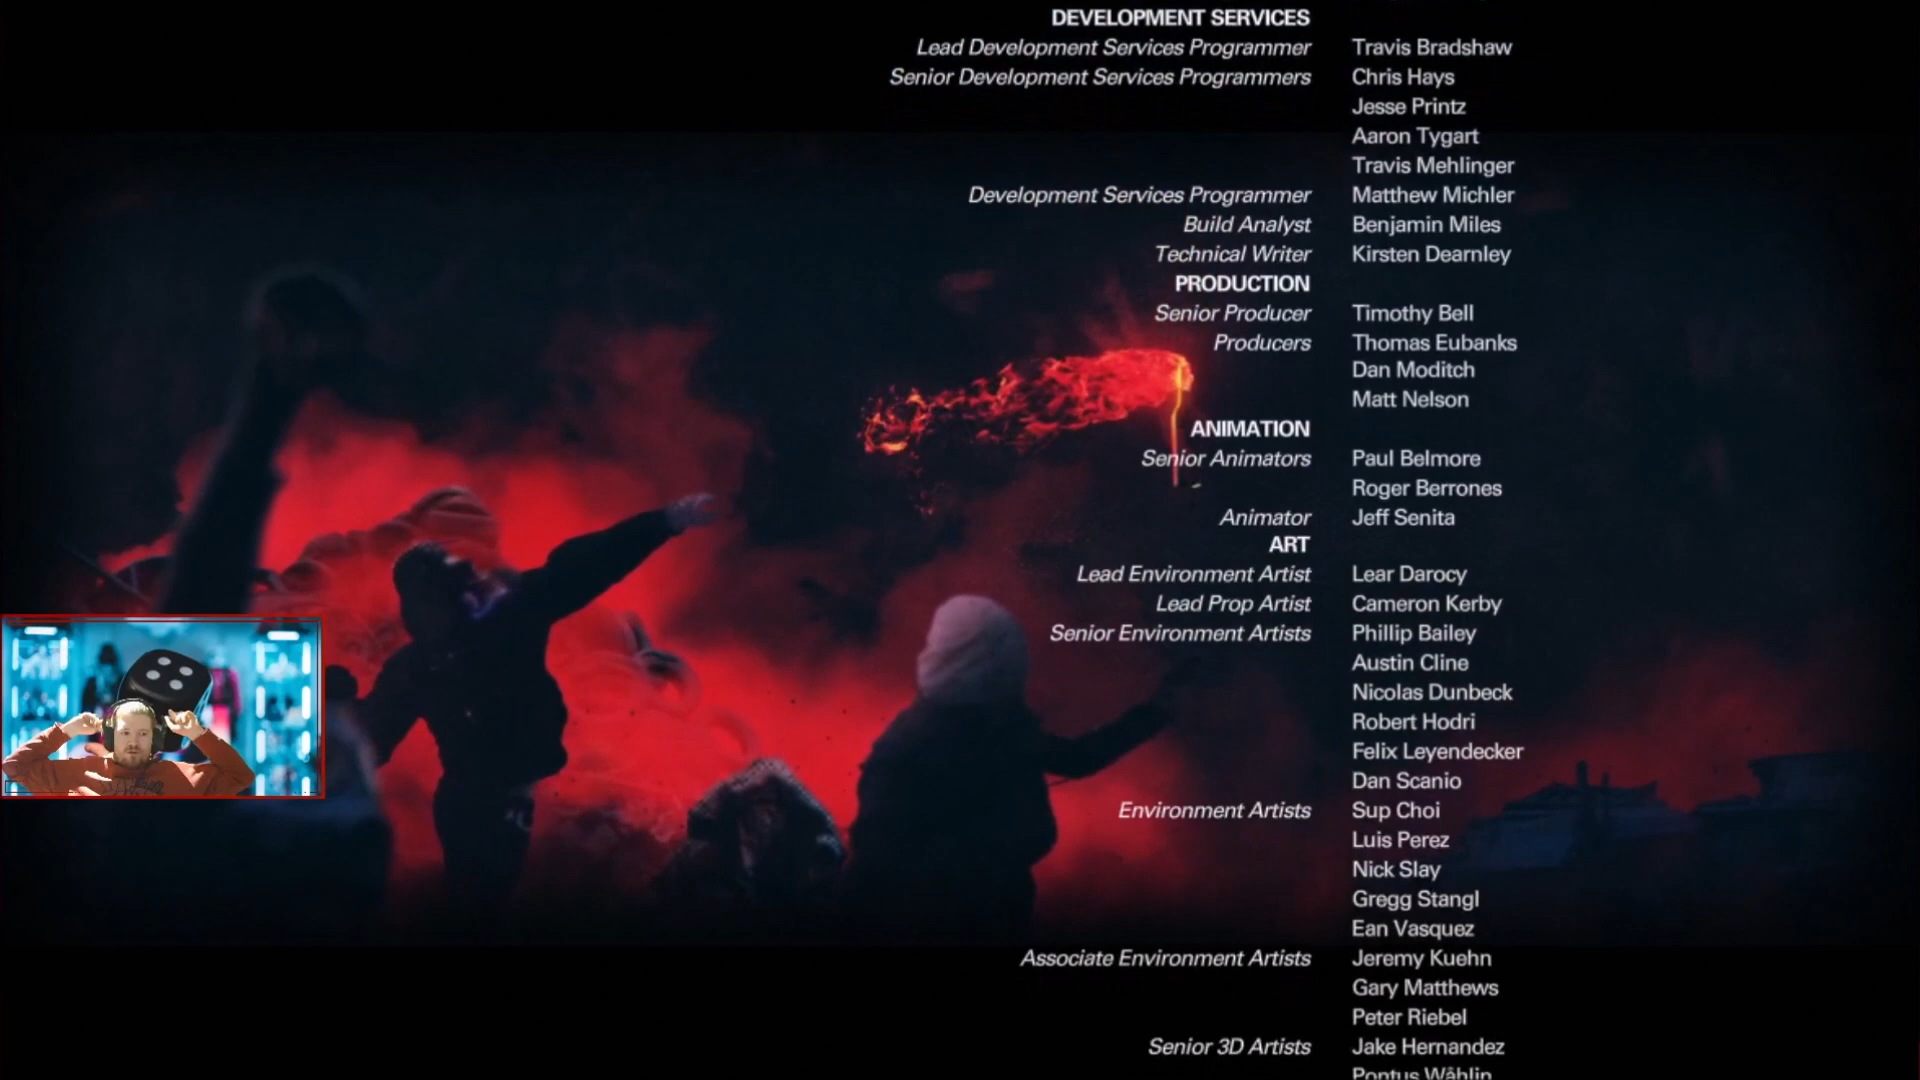 DEVELOPMENT SERVICES
Lead Development Services Programmer Travis Bradshaw
Senior Development Services Programmers Chris Hays
Jesse Printz
Aaron Tygart
Travis Mehlinger
Development Services Programmer Matthew Michler
Build Analyst Benjamin Miles
Technical Writer Kirsten Dearnley
PRODUCTION
Senior Producer Timothy Bell
Producers Thomas Eubanks
Dan Moditch
Matt Nelson
ANIMATION
Senior Animators Paul Belmore
Roger Berrones
Animator Jeff Senita
ART
Lead Environment Artist Lear Darocy
Lead Prop Artist Cameron Kerby
Senior Environment Artists Phillip Bailey
Austin Cline
Nicolas Dunbeck
Robert Hodri
Felix Leyendecker
Dan Scanio
Environment Artists Sup Choi
Luis Perez
Nick Slay
Gregg Stangl
Ean Vasquez
Associate Environment Artists Jeremy Kuehn
Gary Matthews
Peter Riebel
Senior 3D Artists Jake Hernandez
Pontus Wåhlin